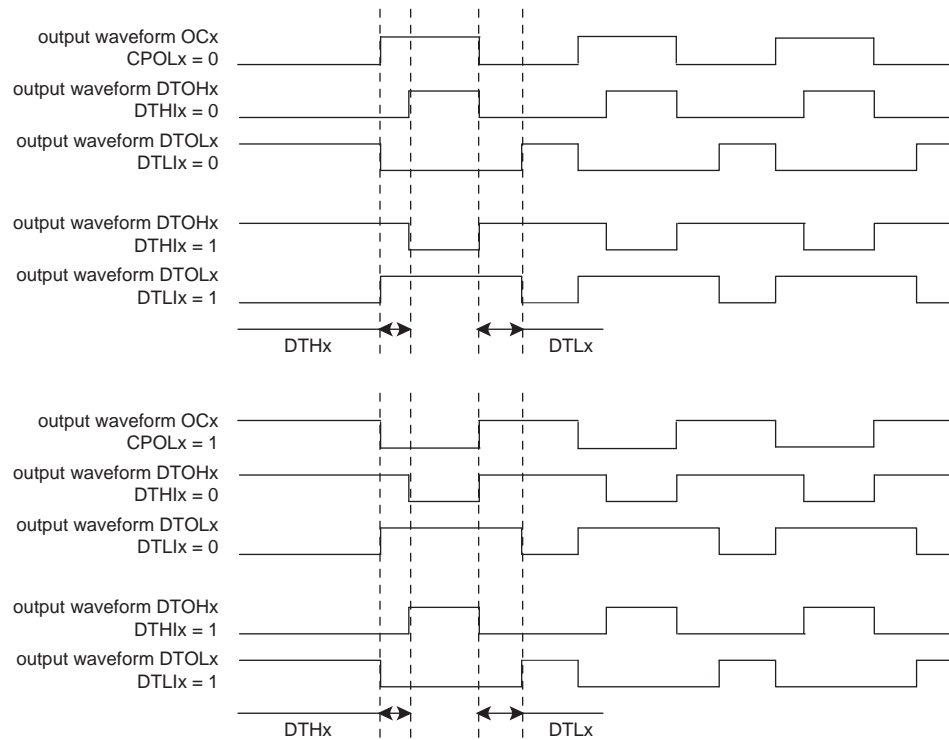 output waveform OCx
CPOLx = 0
output waveform DTOHx
DTHIx = 0
output waveform DTOLx
DTLIx = 0
output waveform DTOHx
DTHIx = 1
output waveform DTOLx
DTLIx = 1
DTHx
DTLx
output waveform OCx
CPOLx = 1
output waveform DTOHx
DTHIx = 0
output waveform DTOLx
DTLIx = 0
output waveform DTOHx
DTHIx = 1
output waveform DTOLx
DTLIx = 1
DTHx
DTLx